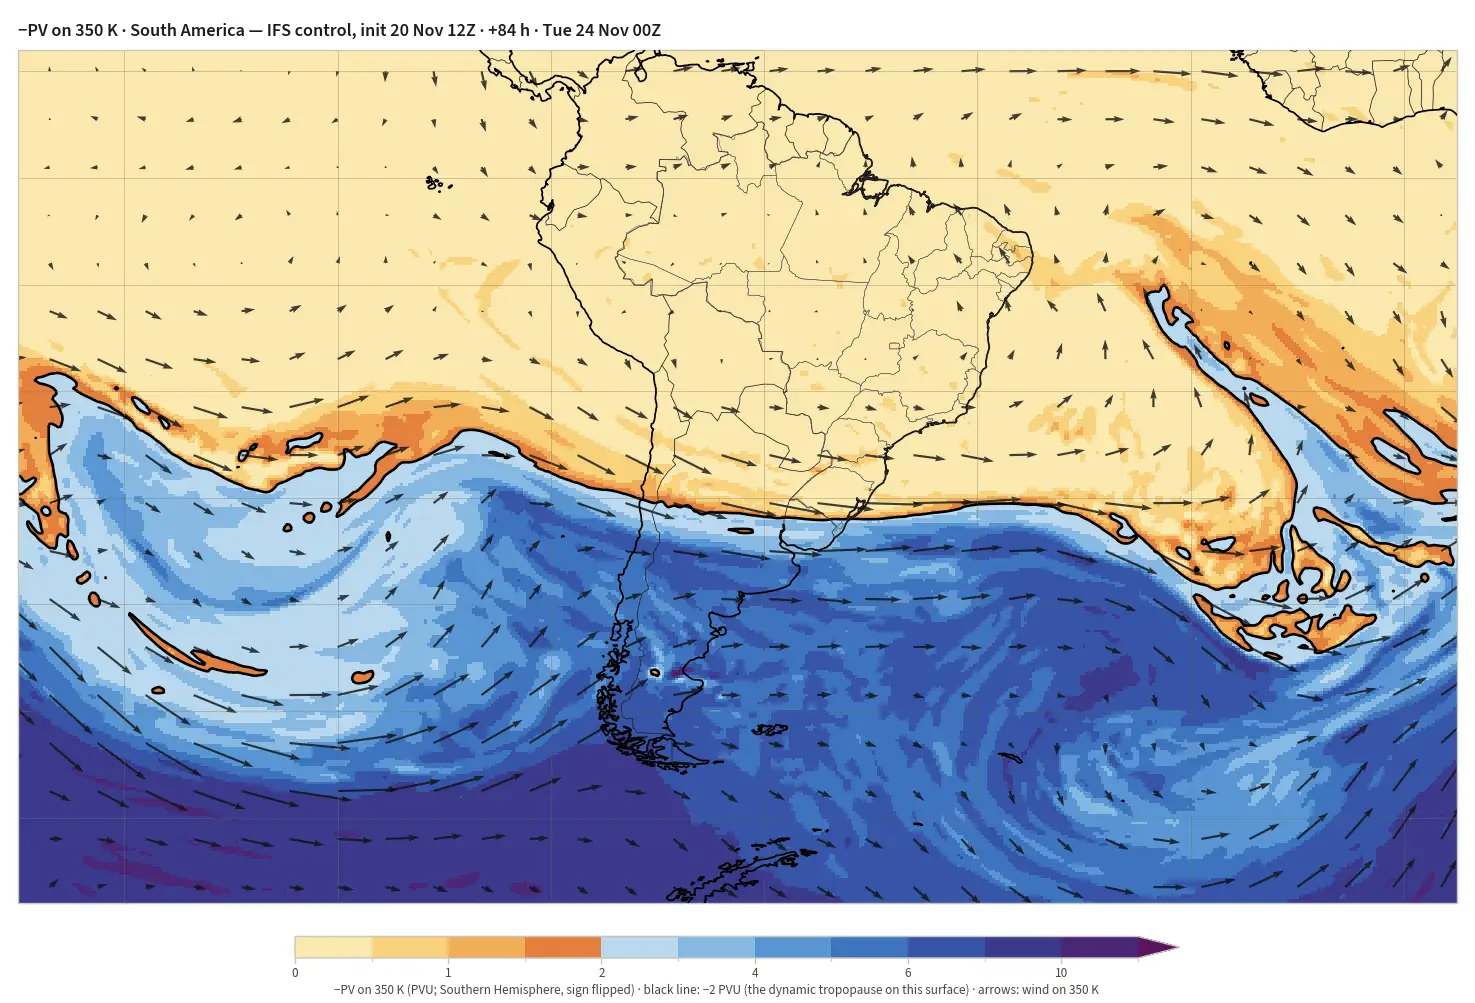 −PV on 350 K · South America — IFS control, init 20 Nov 12Z · +84 h · Tue 24 Nov 00Z
0 1 2 4 6 10
−PV on 350 K (PVU; Southern Hemisphere, sign flipped) · black line: −2 PVU (the dynamic tropopause on this surface) · arrows: wind on 350 K